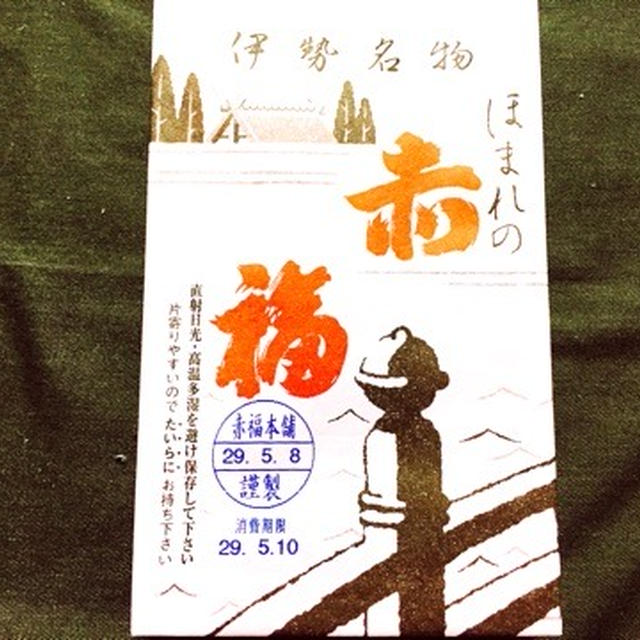 伊勢名物
ほまれの
赤
福
直射日光・高温多湿を避け保存して下さい
片寄りやすいのでたいらにお持ち下さい
赤福本舗
29. 5. 8
謹製
消費期限
29. 5.10